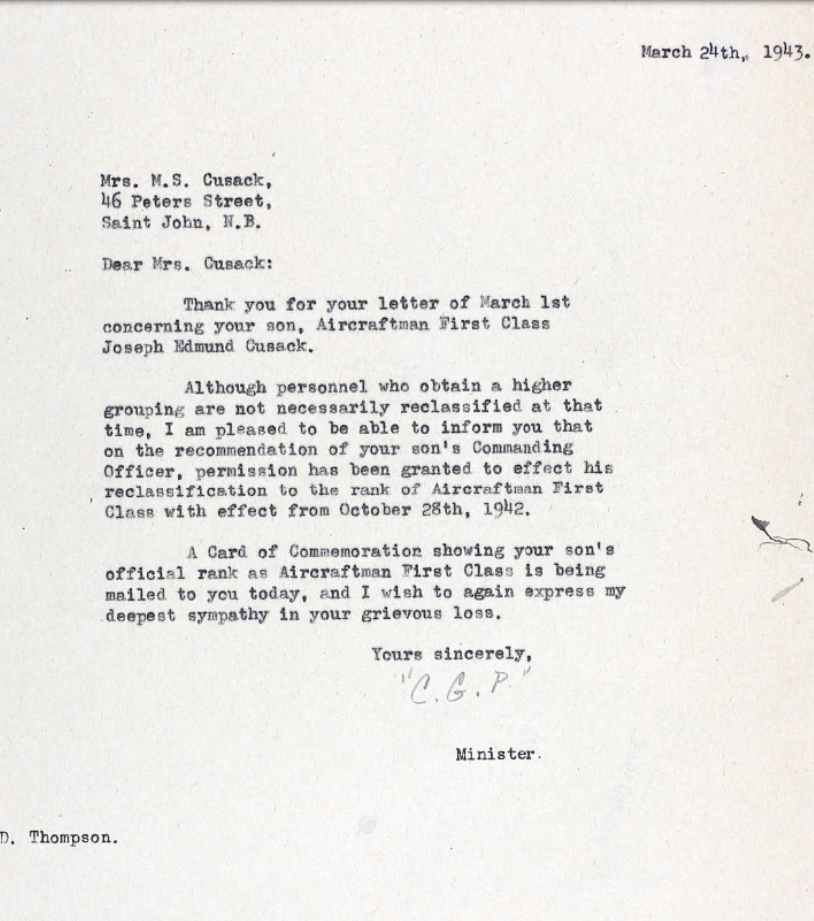 March 24th, 1943.
Mrs. M.S. Cusack,
46 Peters Street,
Saint John, N.B.
Dear Mrs. Cusack:
Thank you for your letter of March 1st
concerning your son, Aircraftman First Class
Joseph Edmund Cusack.
Although personnel who obtain a higher
grouping are not necessarily reclassified at that
time, I am pleased to be able to inform you that
on the recommendation of your son's Commanding
Officer, permission has been granted to effect his
reclassification to the rank of Aircraftman First
Class with effect from October 28th, 1942.
A Card of Commemoration showing your son's
official rank as Aircraftman First Class is being
mailed to you today, and I wish to again express my
deepest sympathy in your grievous loss.
Yours sincerely,
"C.G.P."
Minister.
D. Thompson.